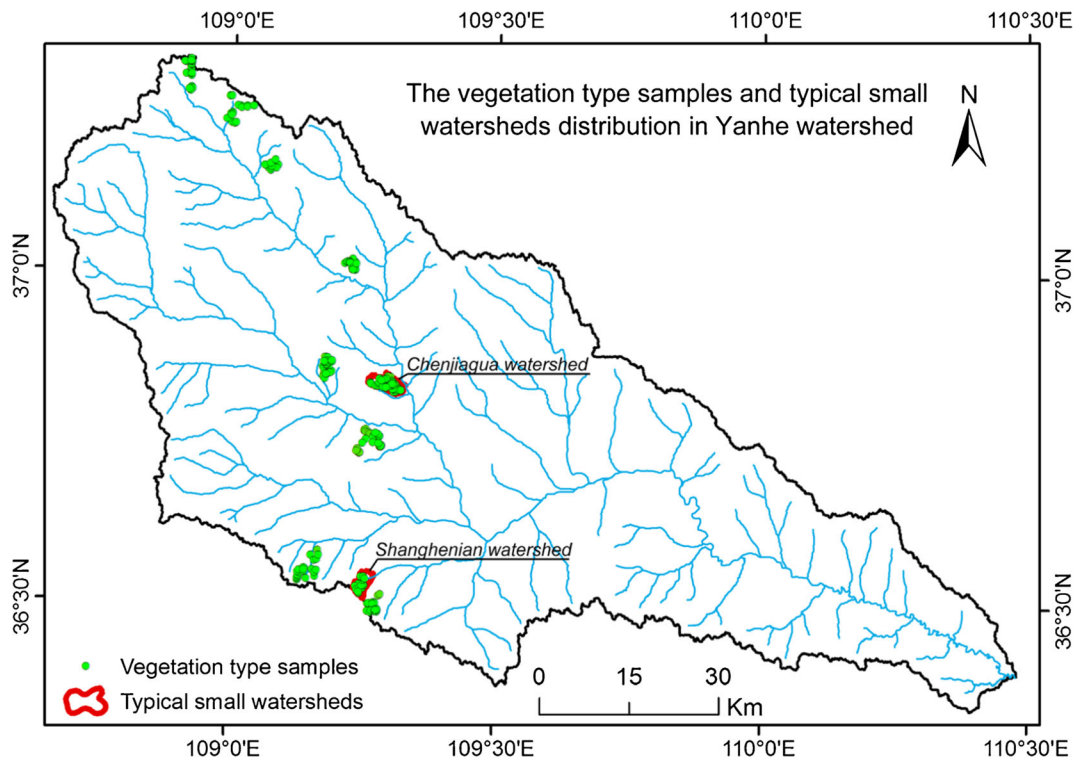 109°0'E 109°30'E 110°0'E 110°30'E
The vegetation type samples and typical small
watersheds distribution in Yanhe watershed
N
37°0'N
37°0'N
Chenjiagua watershed
Shanghenian watershed
36°30'N
36°30'N
Vegetation type samples
Typical small watersheds
0 15 30
Km
109°0'E 109°30'E 110°0'E 110°30'E